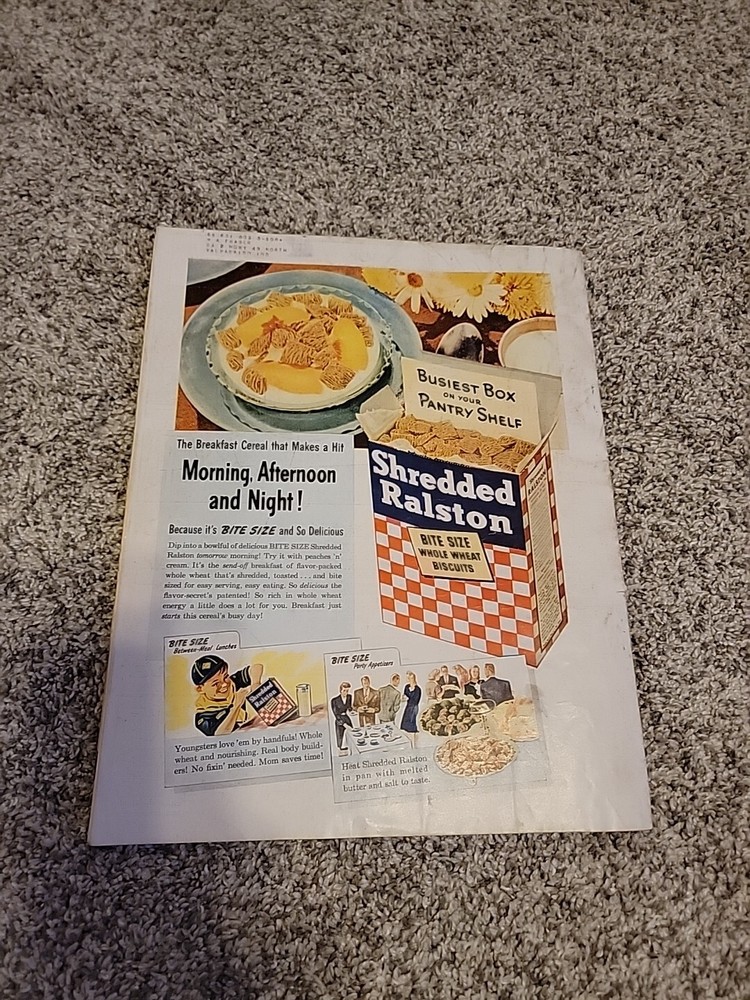 The Breakfast Cereal that Makes a Hit
Morning, Afternoon
and Night!
Because it's BITE SIZE and So Delicious
Dip into a bowlful of delicious BITE SIZE Shredded
Ralston tomorrow morning! Try it with peaches 'n'
cream. It's the send-off breakfast of flavor-packed
whole wheat that's shredded, toasted . . . and bite
sized for easy serving, easy eating. So delicious the
flavor-secret's patented! So rich in whole wheat
energy a little does a lot for you. Breakfast just
starts this cereal's busy day!
BUSIEST BOX
ON YOUR
PANTRY SHELF
Shredded
Ralston
BITE SIZE
WHOLE WHEAT
BISCUITS
BITE SIZE
Between-Meal Lunches
Shredded
Ralston
Youngsters love 'em by handfuls! Whole
wheat and nourishing. Real body build-
ers! No fixin' needed. Mom saves time!
BITE SIZE
Party Appetizers
Heat Shredded Ralston
in pan with melted
butter and salt to taste.